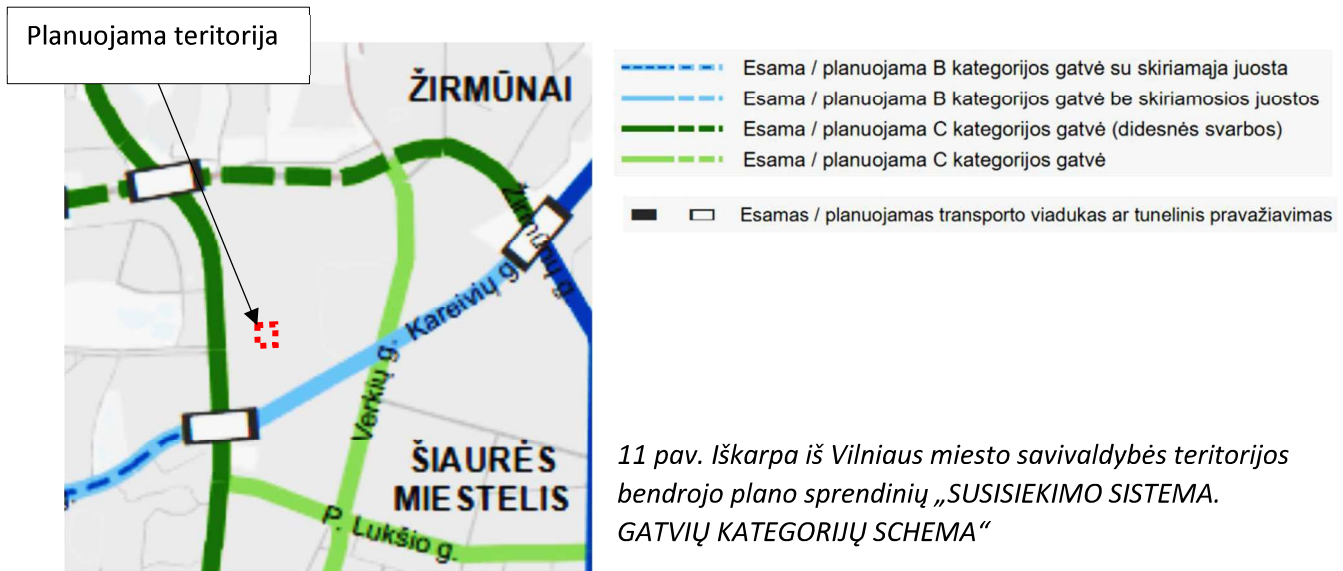 Planuojama teritorija
ŽIRMŪNAI
Žirmūnų g.
Kareivių g.
Verkių g.
ŠIAURĖS
MIESTELIS
P. Lukšio g.
g.
Esama / planuojama B kategorijos gatvė su skiriamąja juosta
Esama / planuojama B kategorijos gatvė be skiriamosios juostos
Esama / planuojama C kategorijos gatvė (didesnės svarbos)
Esama / planuojama C kategorijos gatvė
Esamas / planuojamas transporto viadukas ar tunelinis pravažiavimas
11 pav. Iškarpa iš Vilniaus miesto savivaldybės teritorijos
bendrojo plano sprendinių „SUSISIEKIMO SISTEMA.
GATVIŲ KATEGORIJŲ SCHEMA“